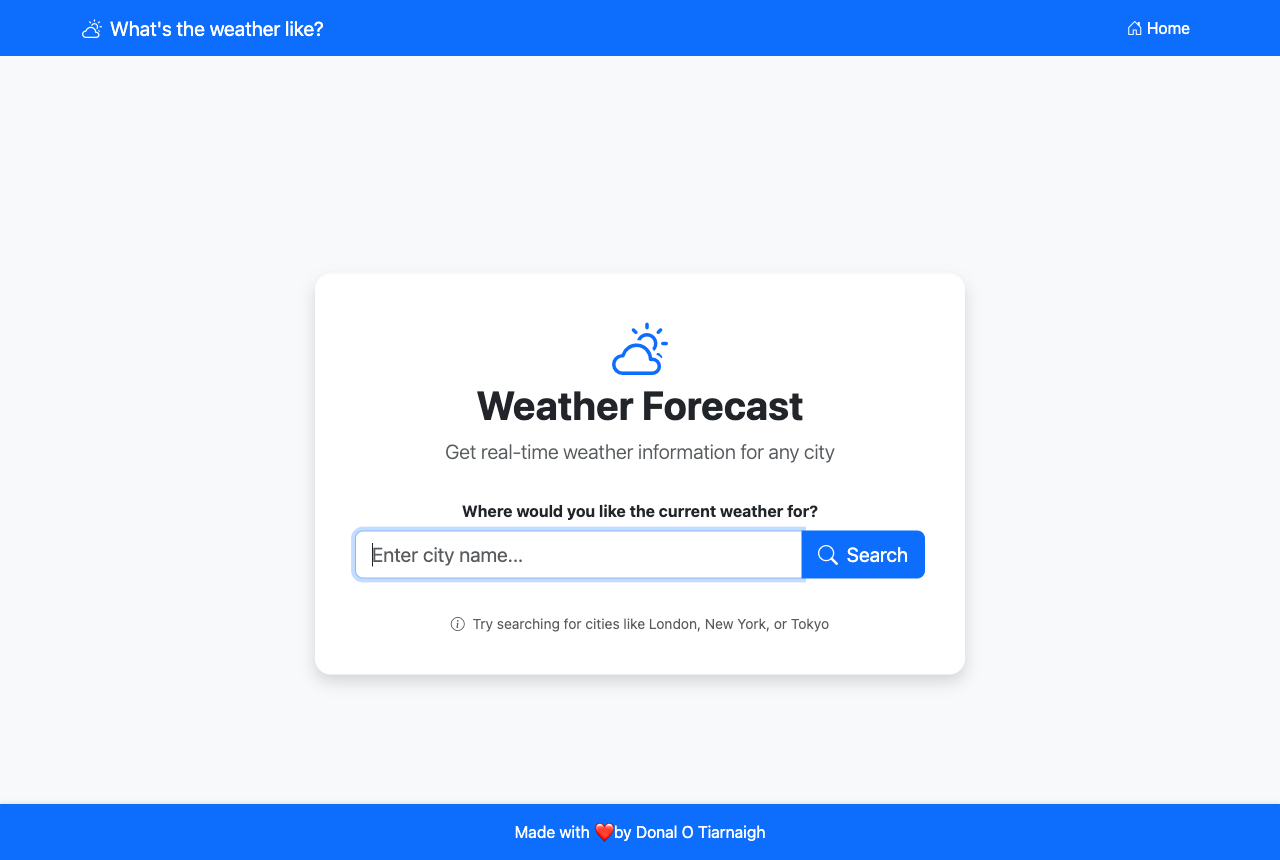 What's the weather like?
Home
Weather Forecast
Get real-time weather information for any city
Where would you like the current weather for?
Enter city name...
Search
Try searching for cities like London, New York, or Tokyo
Made with ❤️by Donal O Tiarnaigh